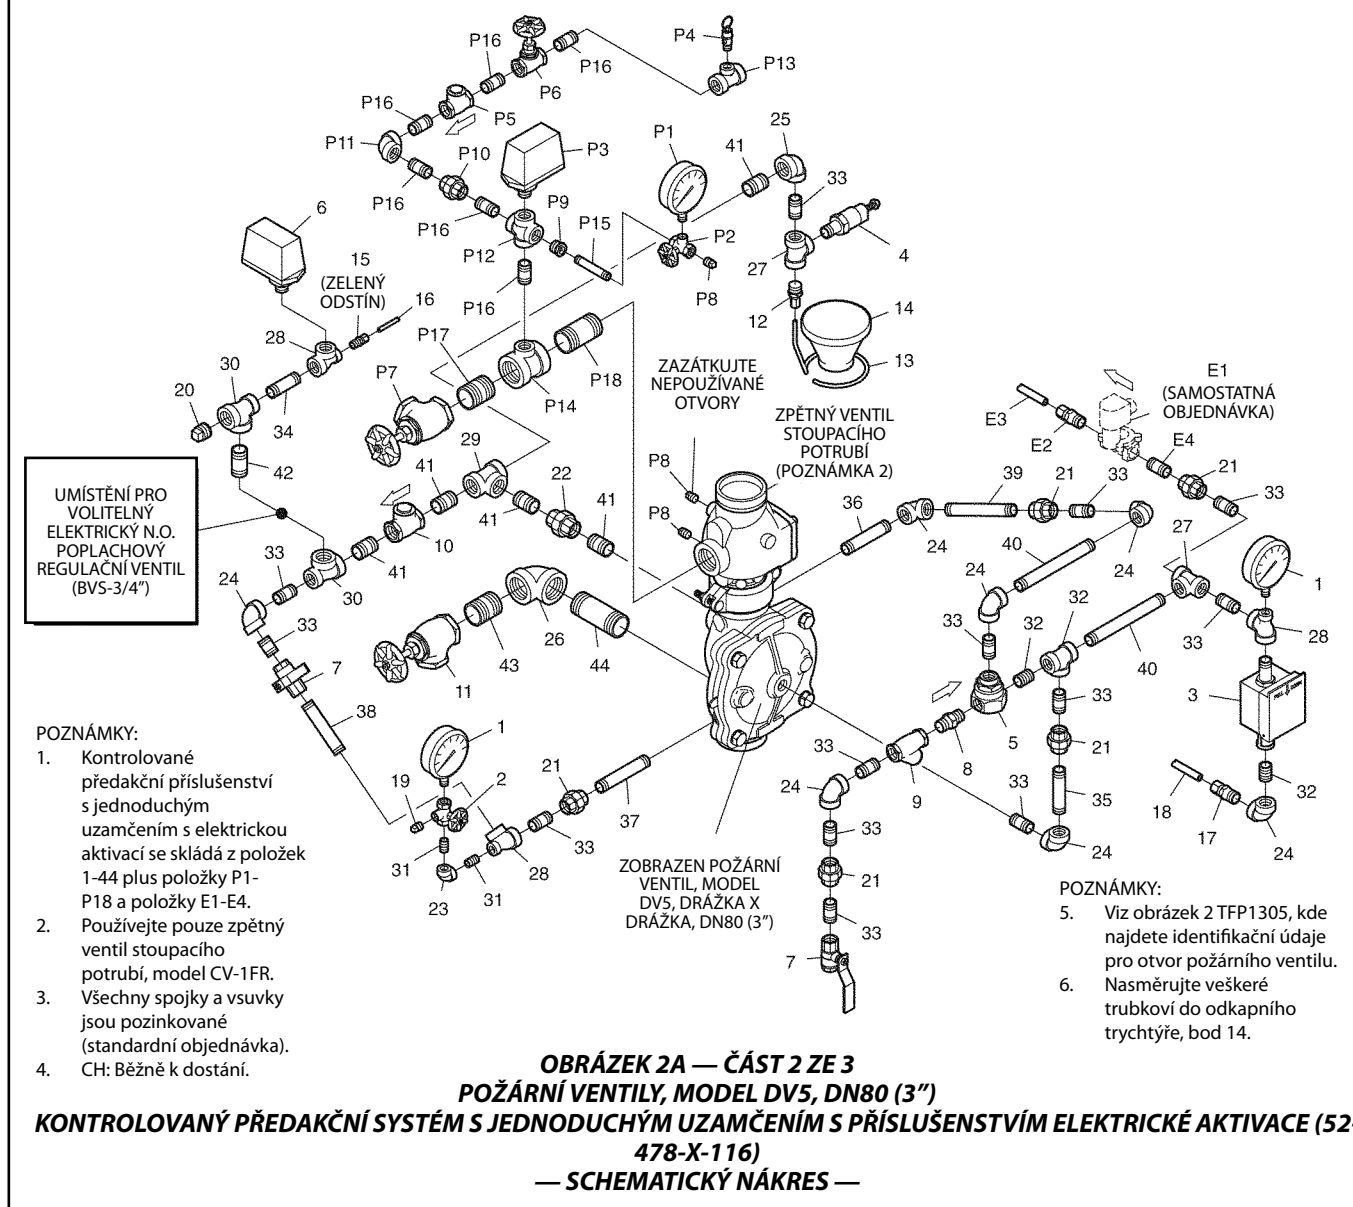 P16
P16
P6
P16
P5
P11
P16
P10
P16
P12
P3
P9
P15
P16
P4
P13
P1
P2
P8
41
25
33
27
4
12
14
13
6
15
(ZELENÝ
ODSTÍN)
16
28
30
20
34
42
P17
P7
P14
P18
ZAZÁTKUJTE
NEPOUŽÍVANÉ
OTVORY
ZPĚTNÝ VENTIL
STOUPACÍHO
POTRUBÍ
(POZNÁMKA 2)
P8
P8
E1
(SAMOSTATNÁ
OBJEDNÁVKA)
E3
E2
E4
21
33
UMÍSTĚNÍ PRO
VOLITELNÝ
ELEKTRICKÝ N.O.
POPLACHOVÝ
REGULAČNÍ VENTIL
(BVS-3/4")
29
41
41
22
41
10
41
30
33
24
33
7
38
26
43
44
11
36
24
39
21
33
24
40
24
33
32
32
27
40
33
1
28
3
32
24
17
18
33
21
35
33
24
5
8
9
33
24
33
21
33
7
1
19
2
31
23
31
28
33
21
37
ZOBRAZEN POŽÁRNÍ
VENTIL, MODEL
DV5, DRÁŽKA X
DRÁŽKA, DN80 (3")
POZNÁMKY:
1. Kontrolované
předakční příslušenství
s jednoduchým
uzamčením s elektrickou
aktivací se skládá z položek
1-44 plus položky P1-
P18 a položky E1-E4.
2. Používejte pouze zpětný
ventil stoupacího
potrubí, model CV-1FR.
3. Všechny spojky a vsuvky
jsou pozinkované
(standardní objednávka).
4. CH: Běžně k dostání.
POZNÁMKY:
5. Viz obrázek 2 TFP1305, kde
najdete identifikační údaje
pro otvor požárního ventilu.
6. Nasměrujte veškeré
trubkoví do odkapního
trychtýře, bod 14.
OBRÁZEK 2A — ČÁST 2 ZE 3
POŽÁRNÍ VENTILY, MODEL DV5, DN80 (3")
KONTROLOVANÝ PŘEDAKČNÍ SYSTÉM S JEDNODUCHÝM UZAMČENÍM S PŘÍSLUŠENSTVÍM ELEKTRICKÉ AKTIVACE (52-
478-X-116)
— SCHEMATICKÝ NÁKRES —